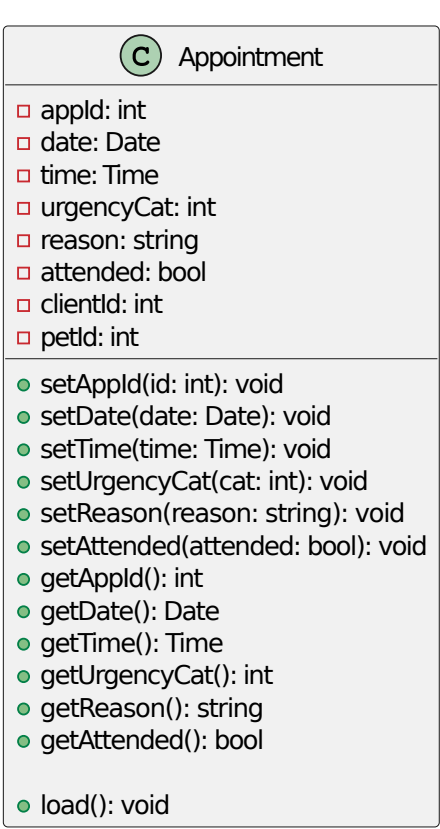 C Appointment
appId: int
date: Date
time: Time
urgencyCat: int
reason: string
attended: bool
clientId: int
petId: int
setAppId(id: int): void
setDate(date: Date): void
setTime(time: Time): void
setUrgencyCat(cat: int): void
setReason(reason: string): void
setAttended(attended: bool): void
getAppId(): int
getDate(): Date
getTime(): Time
getUrgencyCat(): int
getReason(): string
getAttended(): bool
load(): void